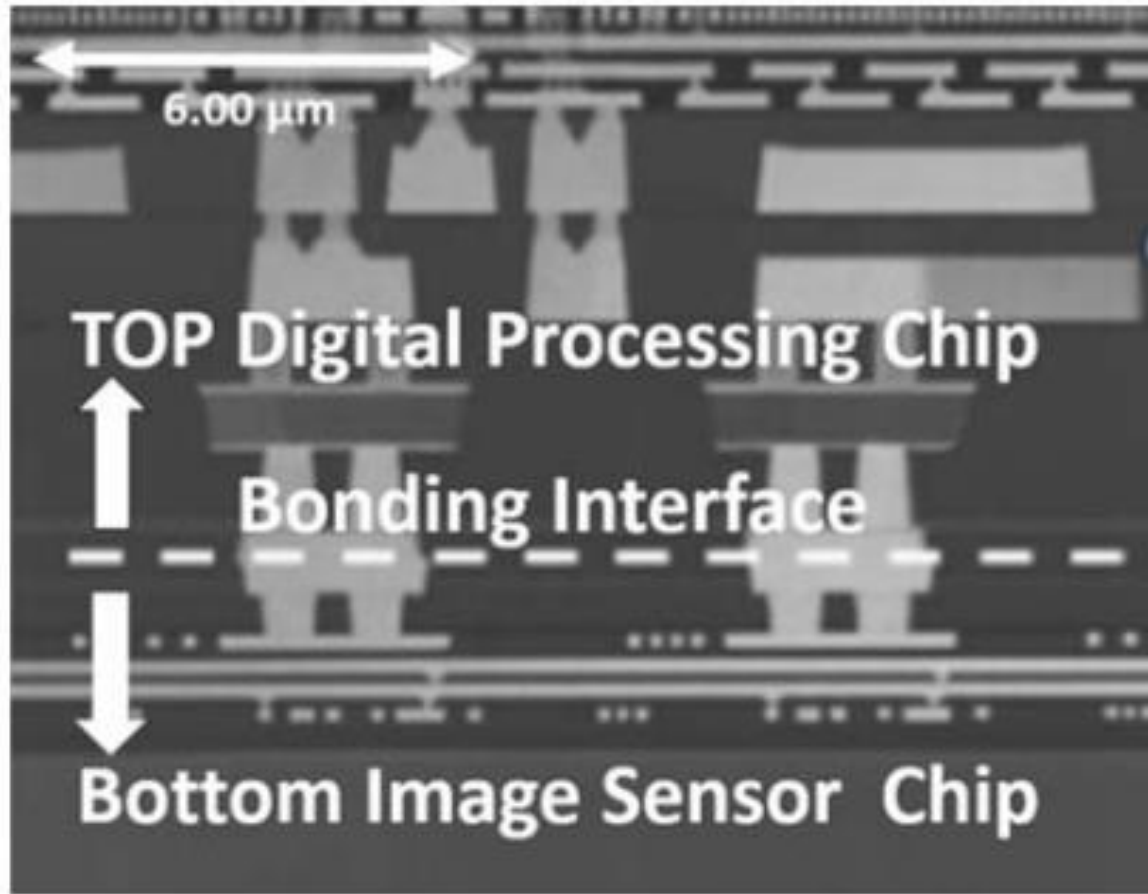 6.00 µm
TOP Digital Processing Chip
Bonding Interface
Bottom Image Sensor Chip